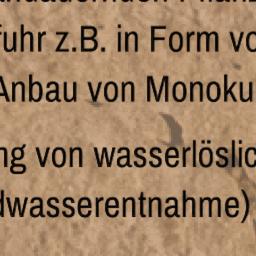 fuhr z.B. in Form vo
Anbau von Monoku
ng von wasserlöslic
dwasserentnahme)